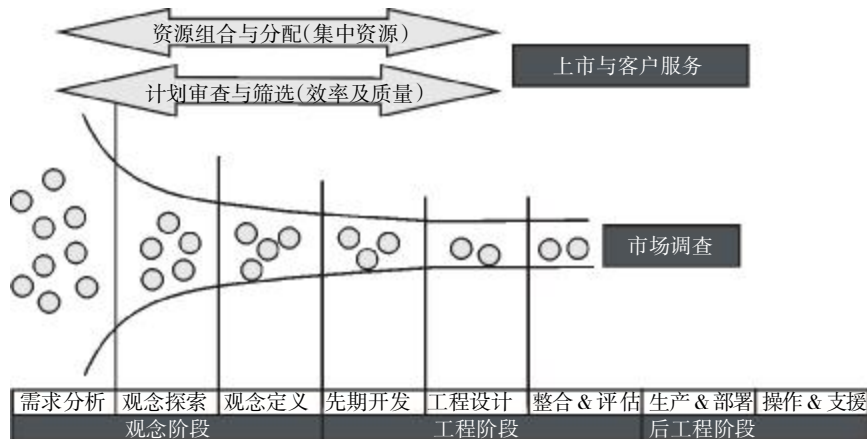 资源组合与分配(集中资源)
上市与客户服务
计划审查与筛选(效率及质量)
市场调查
需求分析 观念探索 观念定义 先期开发 工程设计 整合&评估 生产&部署 操作&支援
观念阶段 工程阶段 后工程阶段